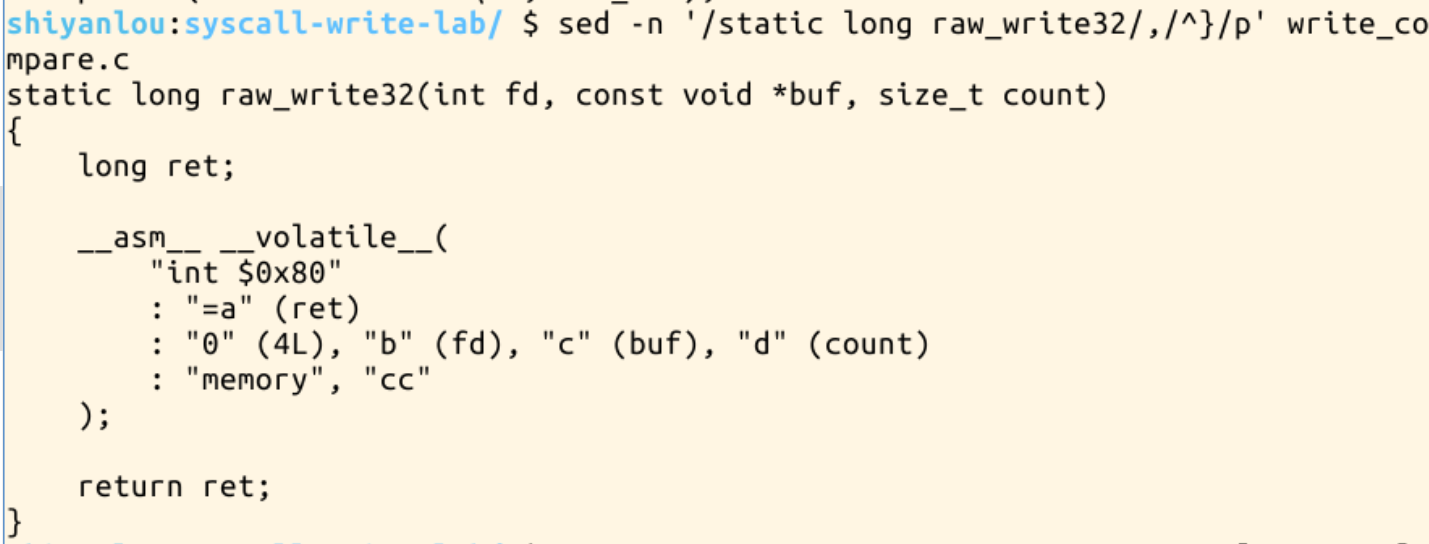 shiyanlou:syscall-write-lab/ $ sed -n '/static long raw_write32/,/^}/p' write_co
mpare.c
static long raw_write32(int fd, const void *buf, size_t count)
{
    long ret;

    __asm__ __volatile__(
        "int $0x80"
        : "=a" (ret)
        : "0" (4L), "b" (fd), "c" (buf), "d" (count)
        : "memory", "cc"
    );

    return ret;
}